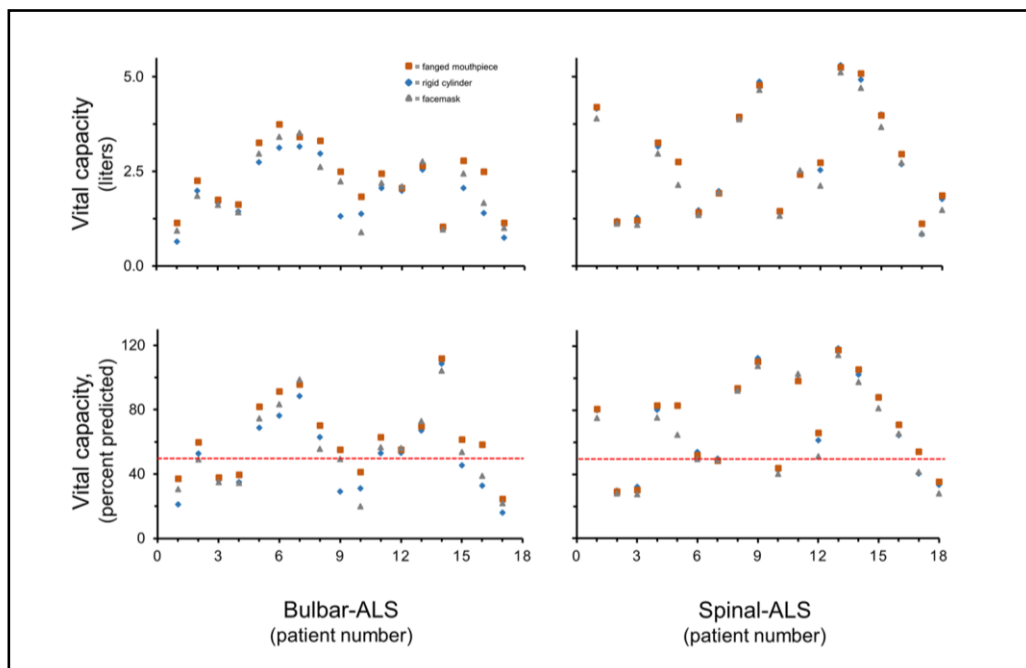 = fanged mouthpiece
= rigid cylinder
= facemask
5.0
2.5
0.0
Vital capacity
(liters)
120
80
40
0
Vital capacity,
(percent predicted)
0 3 6 9 12 15 18
0 3 6 9 12 15 18
Bulbar-ALS
(patient number)
Spinal-ALS
(patient number)